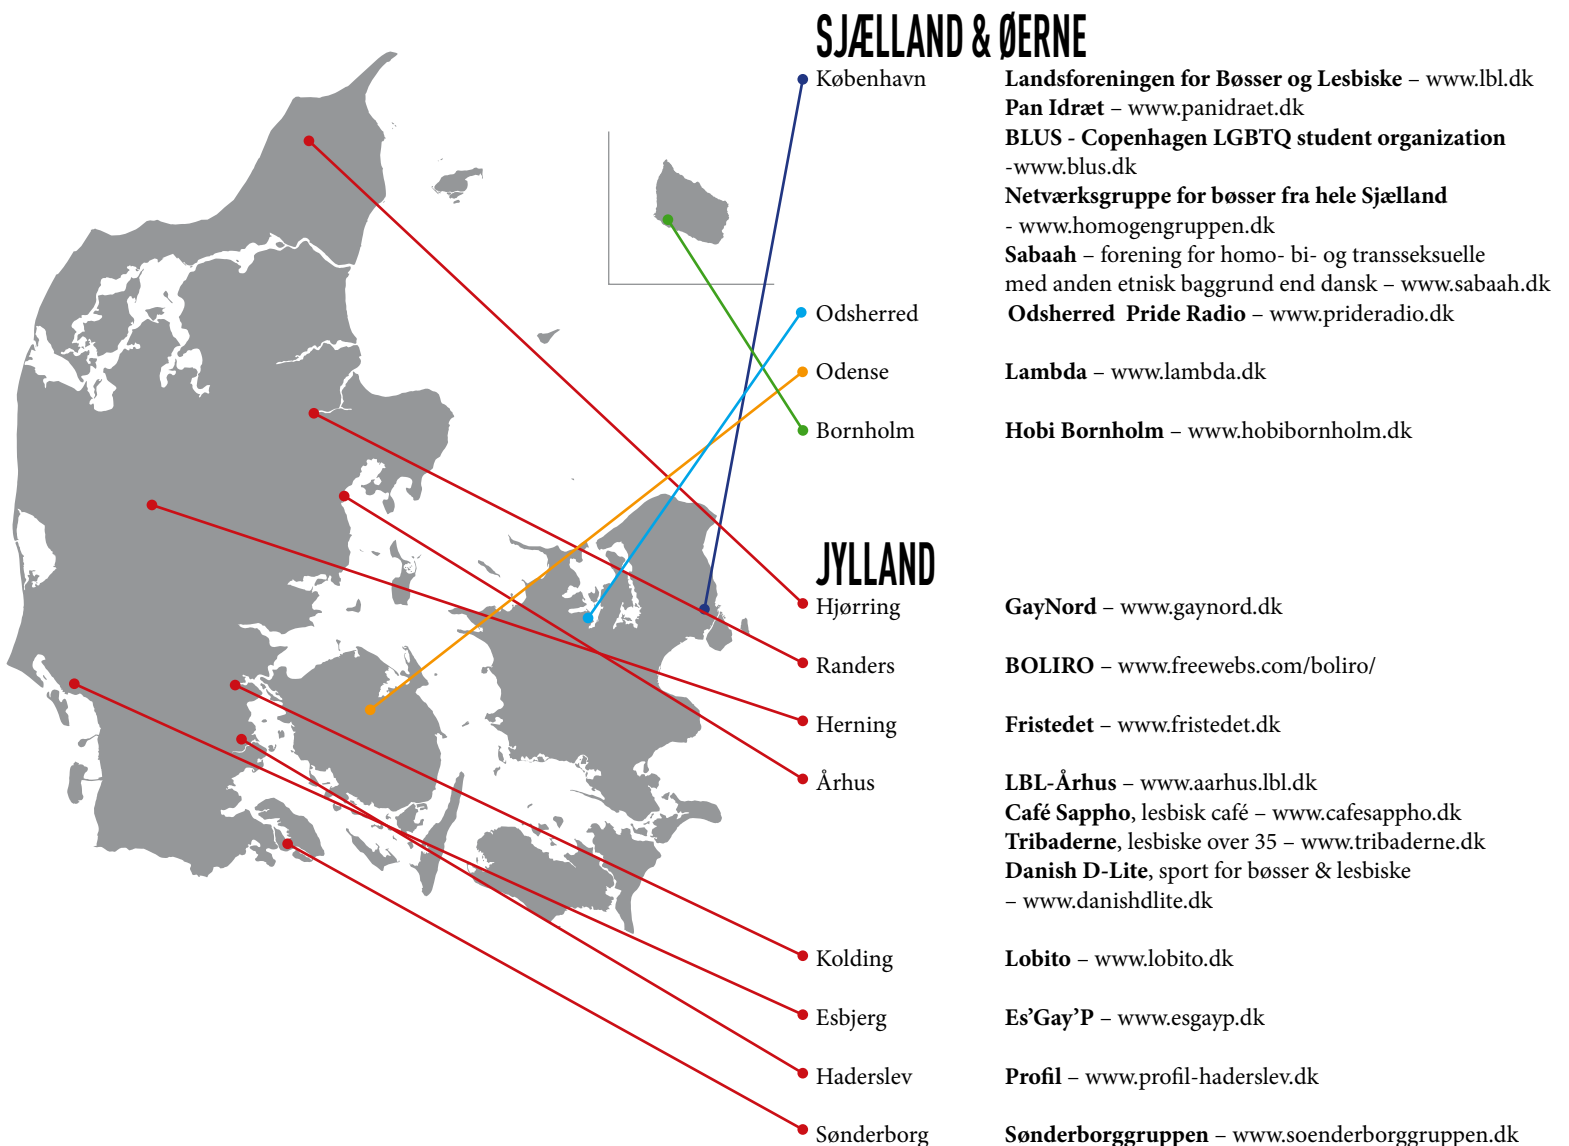 SJÆLLAND & ØERNE
København Landsforeningen for Bøsser og Lesbiske – www.lbl.dk
Pan Idræt – www.panidraet.dk
BLUS - Copenhagen LGBTQ student organization
-www.blus.dk
Netværksgruppe for bøsser fra hele Sjælland
- www.homogengruppen.dk
Sabaah – forening for homo- bi- og transseksuelle
med anden etnisk baggrund end dansk – www.sabaah.dk
Odsherred Odsherred Pride Radio – www.prideradio.dk
Odense Lambda – www.lambda.dk
Bornholm Hobi Bornholm – www.hobibornholm.dk
JYLLAND
Hjørring GayNord – www.gaynord.dk
Randers BOLIRO – www.freewebs.com/boliro/
Herning Fristedet – www.fristedet.dk
Århus LBL-Århus – www.aarhus.lbl.dk
Café Sappho, lesbisk café – www.cafesappho.dk
Tribaderne, lesbiske over 35 – www.tribaderne.dk
Danish D-Lite, sport for bøsser & lesbiske
– www.danishdlite.dk
Kolding Lobito – www.lobito.dk
Esbjerg Es’Gay’P – www.esgayp.dk
Haderslev Profil – www.profil-haderslev.dk
Sønderborg Sønderborggruppen – www.soenderborggruppen.dk